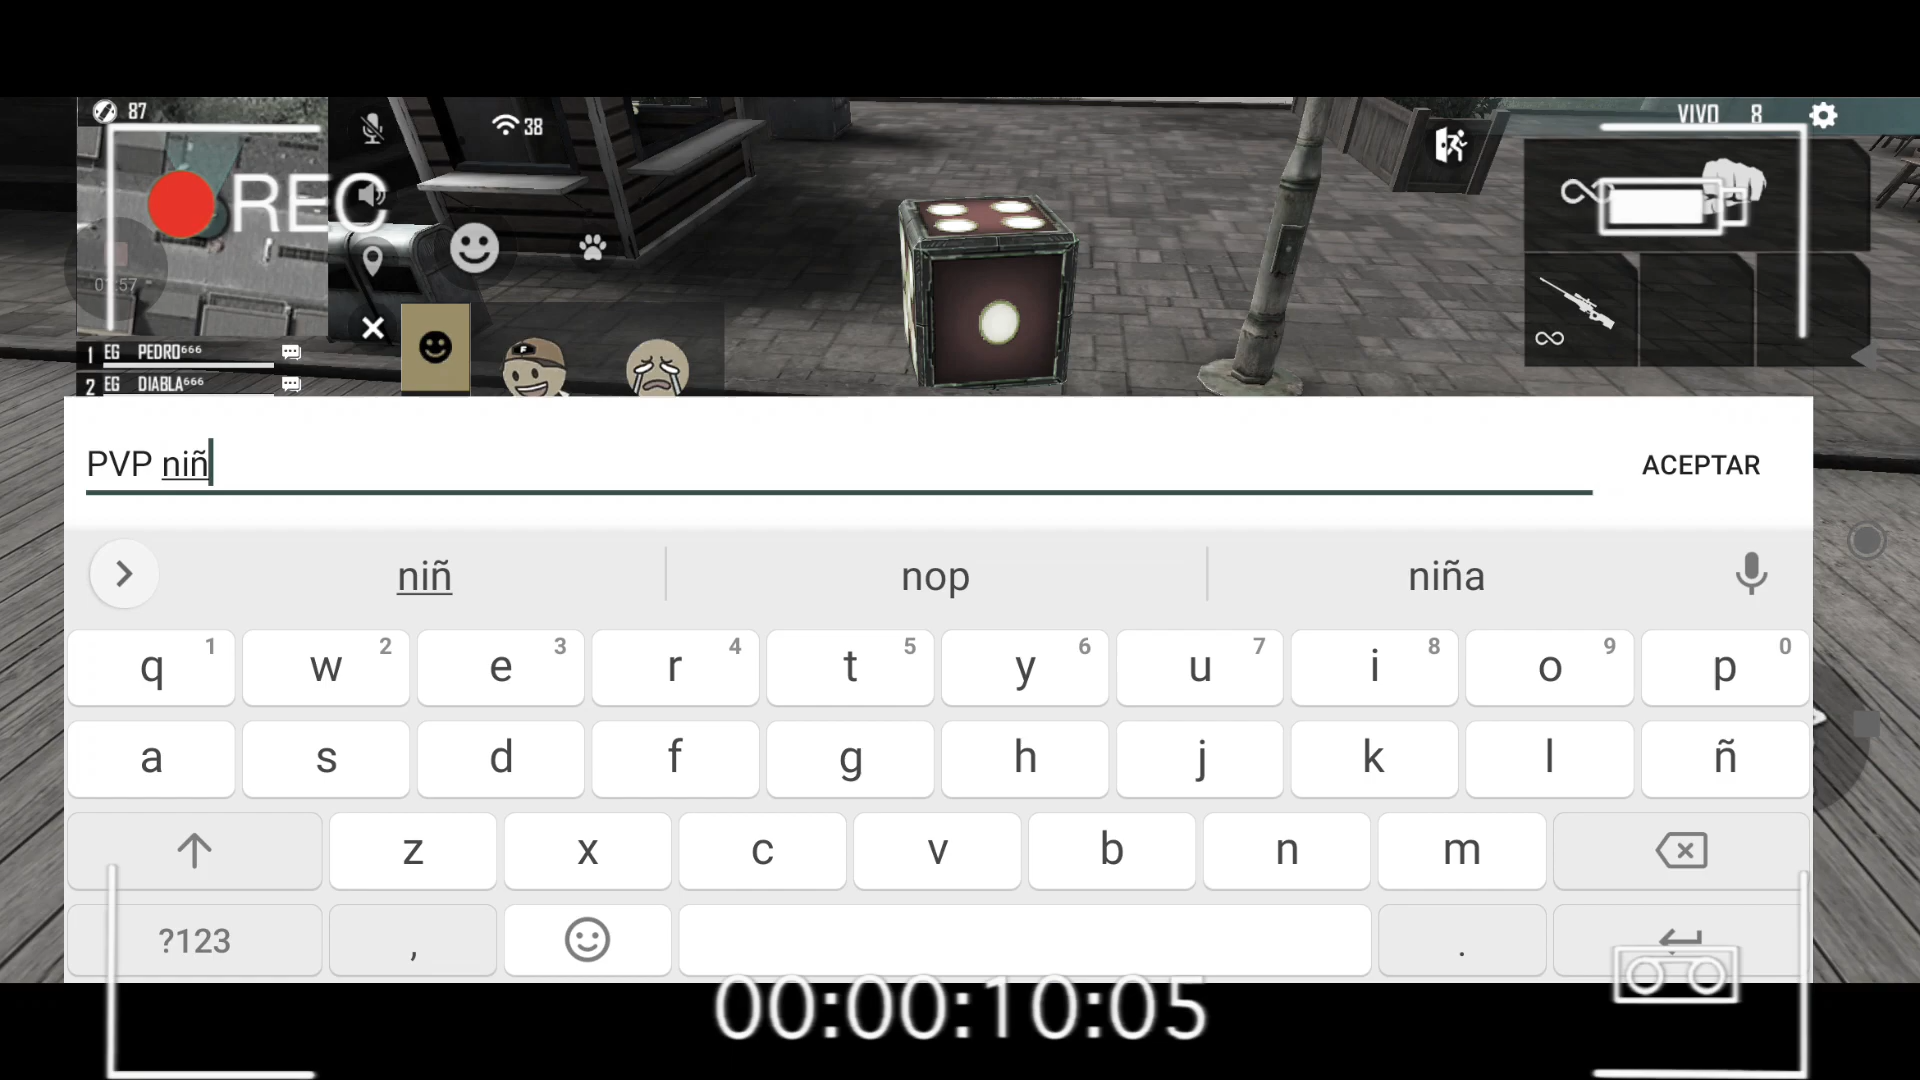 87
38
VIVO 8
REC
01:57
1 EG PEDRO⁶⁶⁶
2 EG DIABLA⁶⁶⁶
PVP niñ
ACEPTAR
niñ nop niña
q 1 w 2 e 3 r 4 t 5 y 6 u 7 i 8 o 9 p 0
a s d f g h j k l ñ
z x c v b n m
?123 , .
00:00:10:05